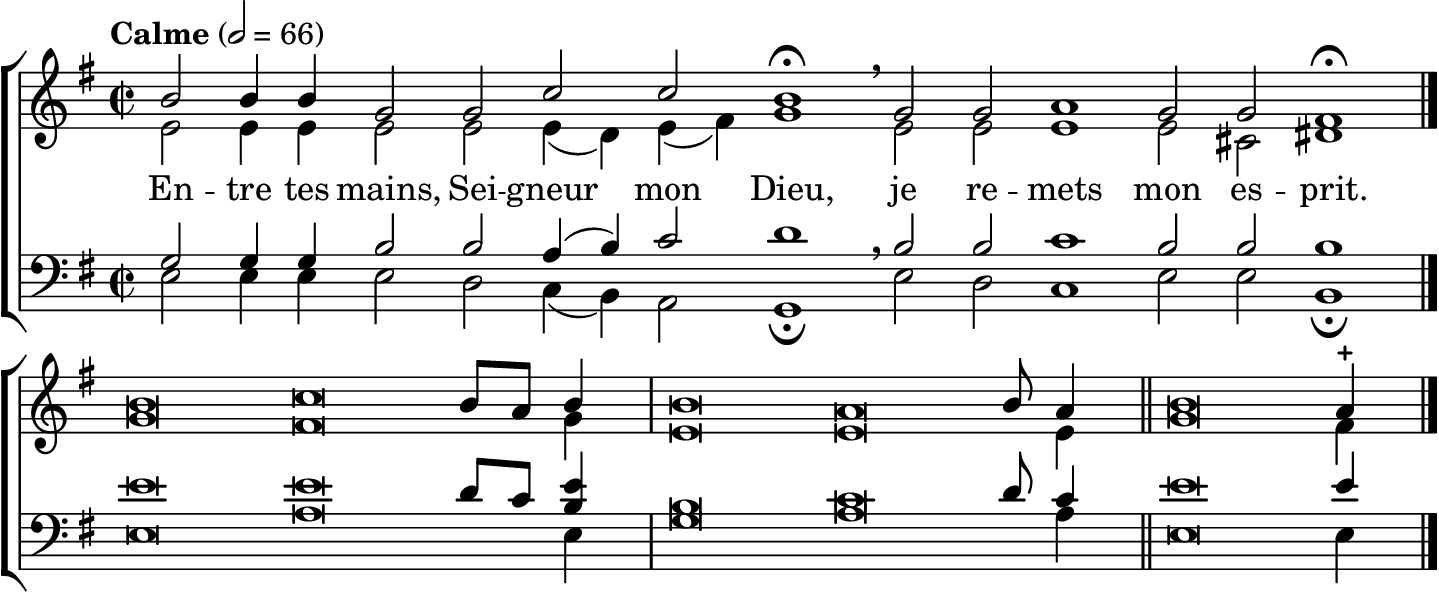 Calme (𝅗𝅥 = 66)
En -- tre tes mains, Sei -- gneur mon Dieu, je re -- mets mon es -- prit.